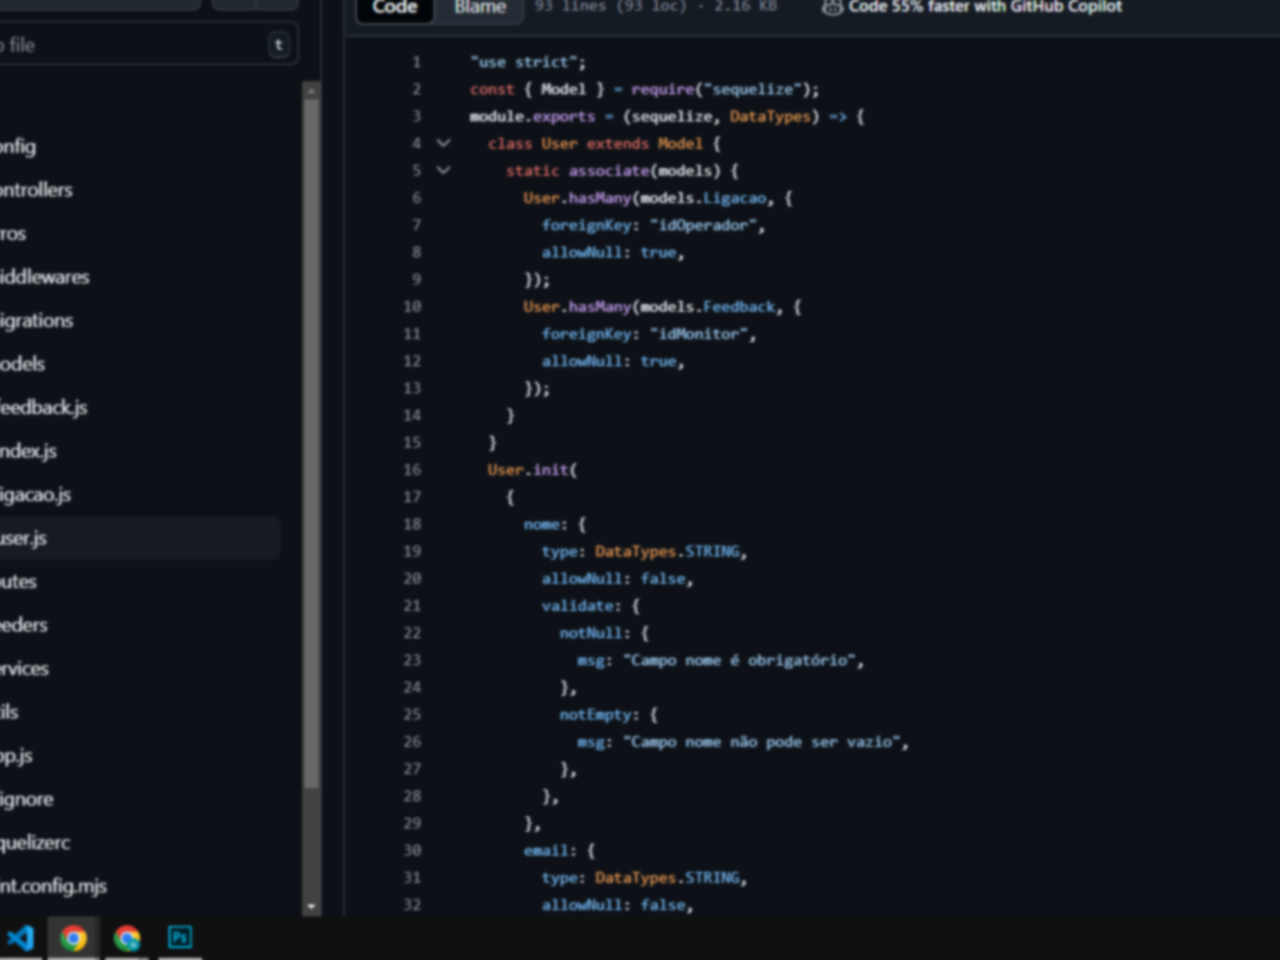 Code Blame 93 lines (93 loc) · 2.16 KB Code 55% faster with GitHub Copilot
o file t
onfig
ontrollers
ros
iddlewares
igrations
odels
feedback.js
ndex.js
igacao.js
user.js
outes
eeders
ervices
ils
pp.js
ignore
quelizerc
int.config.mjs
1 "use strict";
2 const { Model } = require("sequelize");
3 module.exports = (sequelize, DataTypes) => {
4 class User extends Model {
5 static associate(models) {
6 User.hasMany(models.Ligacao, {
7 foreignKey: "idOperador",
8 allowNull: true,
9 });
10 User.hasMany(models.Feedback, {
11 foreignKey: "idMonitor",
12 allowNull: true,
13 });
14 }
15 }
16 User.init(
17 {
18 nome: {
19 type: DataTypes.STRING,
20 allowNull: false,
21 validate: {
22 notNull: {
23 msg: "Campo nome é obrigatório",
24 },
25 notEmpty: {
26 msg: "Campo nome não pode ser vazio",
27 },
28 },
29 },
30 email: {
31 type: DataTypes.STRING,
32 allowNull: false,
Ps